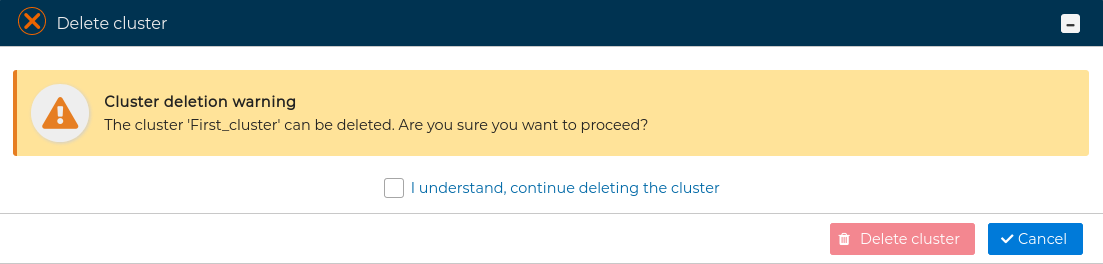 Delete cluster
Cluster deletion warning
The cluster 'First_cluster' can be deleted. Are you sure you want to proceed?
I understand, continue deleting the cluster
Delete cluster
Cancel